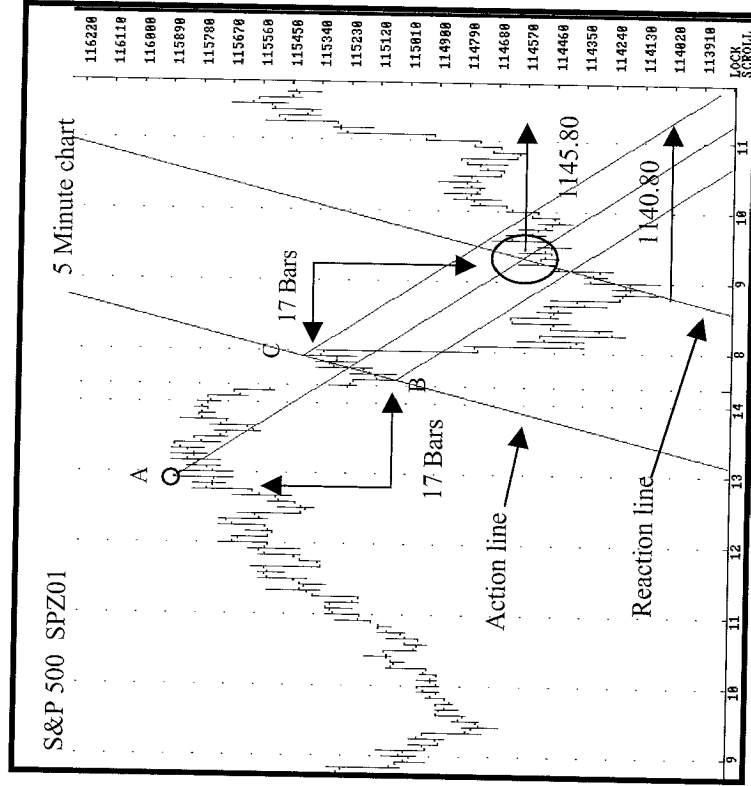 S&P 500  SPZ01
5 Minute chart
A
C
B
17 Bars
17 Bars
1145.80
1140.80
Action line
Reaction line
116220
116110
116000
115890
115780
115670
115560
115450
115340
115230
115120
115010
114900
114790
114680
114570
114460
114350
114240
114130
114020
113910
LOCK
SCROLL
9 10 11 12 13 14 8 9 10 11